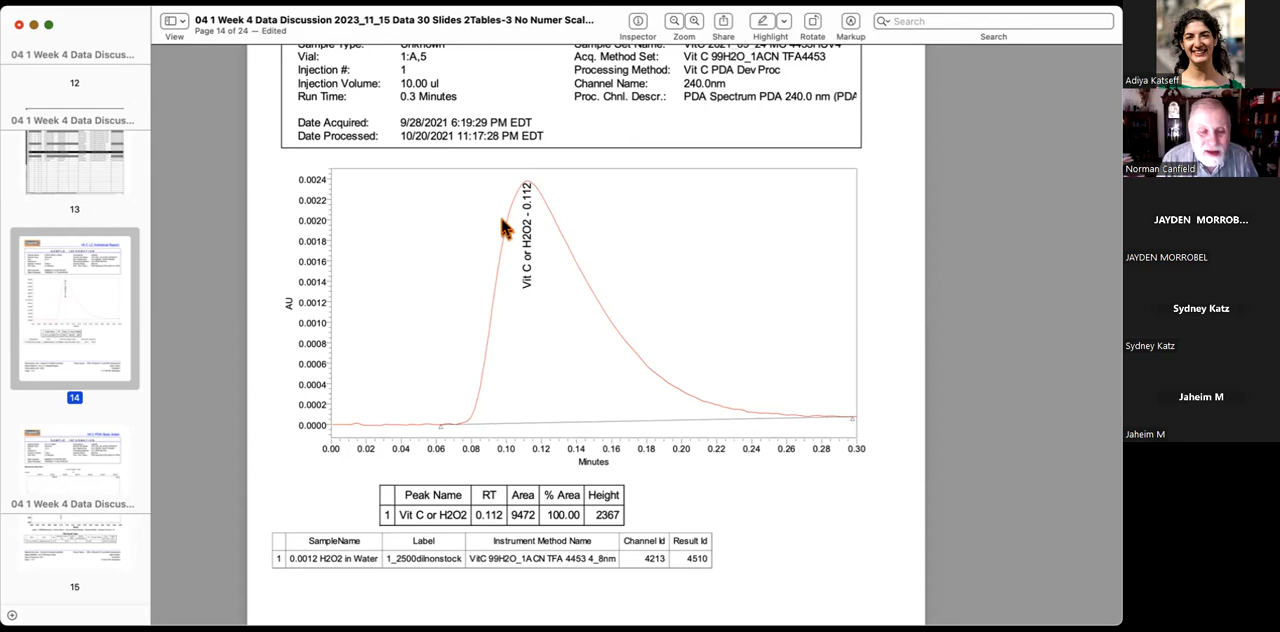 04 1 Week 4 Data Discussion 2023_11_15 Data 30 Slides 2Tables-3 No Numer Scal...
Page 14 of 24 — Edited
View
Inspector
Zoom
Share
Highlight
Rotate
Markup
Search
Search
04 1 Week 4 Data Discus...
12
04 1 Week 4 Data Discus...
13
14
04 1 Week 4 Data Discus...
15
Sample Type: Unknown
Vial: 1:A,5
Injection #: 1
Injection Volume: 10.00 ul
Run Time: 0.3 Minutes
Date Acquired: 9/28/2021 6:15:29 PM EDT
Date Processed: 10/20/2021 11:17:28 PM EDT
Sample Set Name:
Acq. Method Set: Vit C 99H2O_1ACN TFA4453
Processing Method: Vit C PDA Dev Proc
Channel Name: 240.0nm
Proc. Chnl. Descr.: PDA Spectrum PDA 240.0 nm (PDA
AU
0.0024
0.0022
0.0020
0.0018
0.0016
0.0014
0.0012
0.0010
0.0008
0.0006
0.0004
0.0002
0.0000
Vit C or H2O2 - 0.112
0.00 0.02 0.04 0.06 0.08 0.10 0.12 0.14 0.16 0.18 0.20 0.22 0.24 0.26 0.28 0.30
Minutes
Peak Name RT Area % Area Height
1 Vit C or H2O2 0.112 9472 100.00 2367
SampleName Label Instrument Method Name Channel Id Result Id
1 0.0012 H2O2 in Water 1_2500dilnonstock VitC 99H2O_1ACN TFA 4453 4_8nm 4213 4510
Adiya Katseff
Norman Canfield
JAYDEN MORROB...
JAYDEN MORROBEL
Sydney Katz
Sydney Katz
Jaheim M
Jaheim M